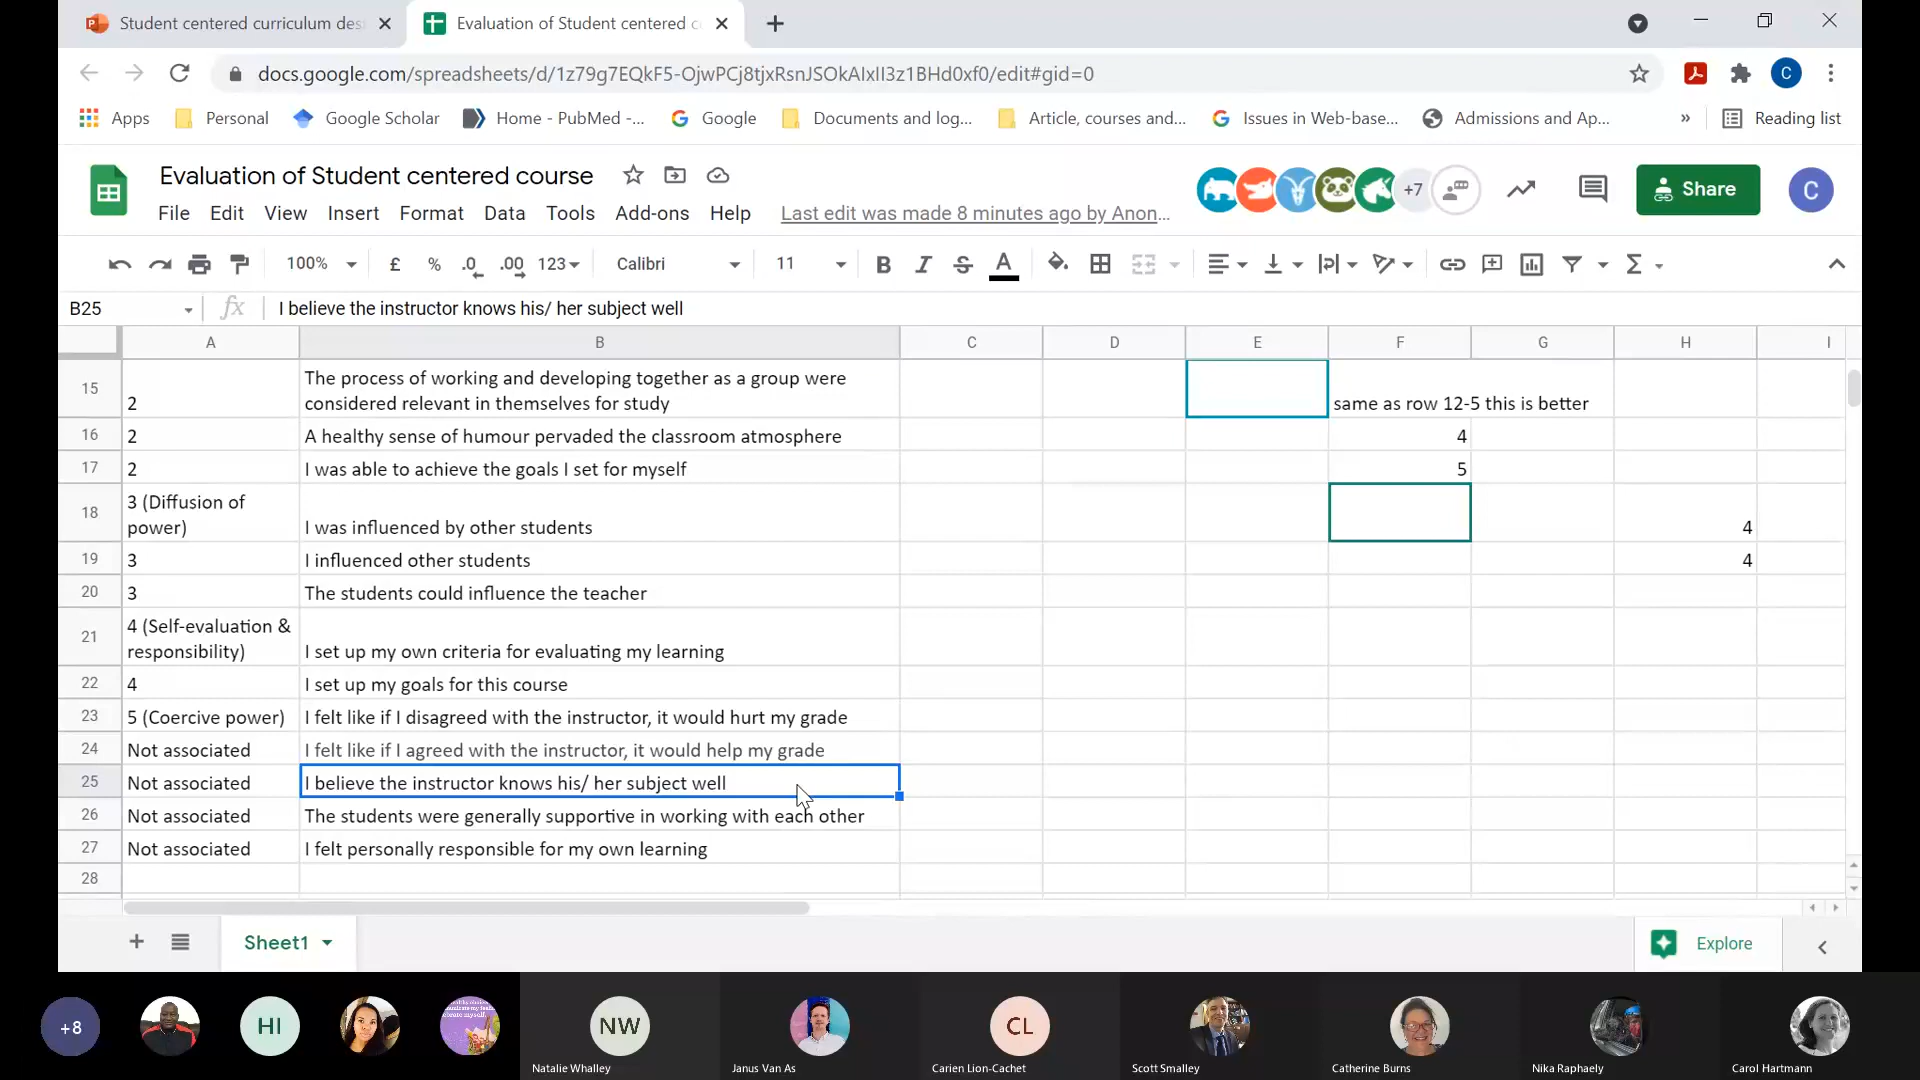 Student centered curriculum des
Evaluation of Student centered c
docs.google.com/spreadsheets/d/1z79g7EQkF5-OjwPCj8tjxRsnJSOkAIxII3z1BHd0xf0/edit#gid=0
C
Apps
Personal
Google Scholar
Home - PubMed -...
Google
Documents and log...
Article, courses and...
Issues in Web-base...
Admissions and Ap...
»
Reading list
Evaluation of Student centered course
+7
Share
C
File Edit View Insert Format Data Tools Add-ons Help
Last edit was made 8 minutes ago by Anon...
100% £ % .0 .00 123 Calibri 11 B I S A Σ
B25 fx I believe the instructor knows his/ her subject well
A B C D E F G H I
15 2 The process of working and developing together as a group were
considered relevant in themselves for study same as row 12-5 this is better
16 2 A healthy sense of humour pervaded the classroom atmosphere 4
17 2 I was able to achieve the goals I set for myself 5
18 3 (Diffusion of
power) I was influenced by other students 4
19 3 I influenced other students 4
20 3 The students could influence the teacher
21 4 (Self-evaluation &
responsibility) I set up my own criteria for evaluating my learning
22 4 I set up my goals for this course
23 5 (Coercive power) I felt like if I disagreed with the instructor, it would hurt my grade
24 Not associated I felt like if I agreed with the instructor, it would help my grade
25 Not associated I believe the instructor knows his/ her subject well
26 Not associated The students were generally supportive in working with each other
27 Not associated I felt personally responsible for my own learning
28
Sheet1
Explore
+8
HI
NW
CL
Natalie Whalley
Janus Van As
Carien Lion-Cachet
Scott Smalley
Catherine Burns
Nika Raphaely
Carol Hartmann